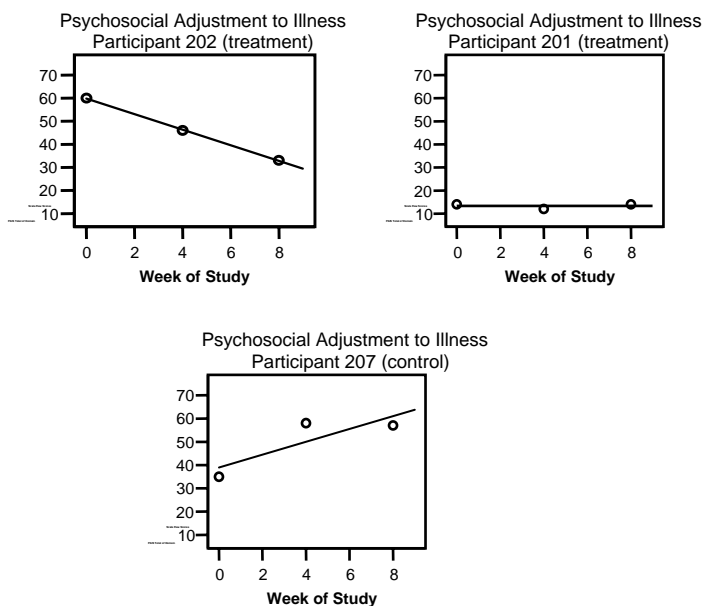 Psychosocial Adjustment to Illness
Participant 202 (treatment)
70
60
50
40
30
20
10
0 2 4 6 8
Week of Study
Psychosocial Adjustment to Illness
Participant 201 (treatment)
70
60
50
40
30
20
10
0 2 4 6 8
Week of Study
Psychosocial Adjustment to Illness
Participant 207 (control)
70
60
50
40
30
20
10
0 2 4 6 8
Week of Study